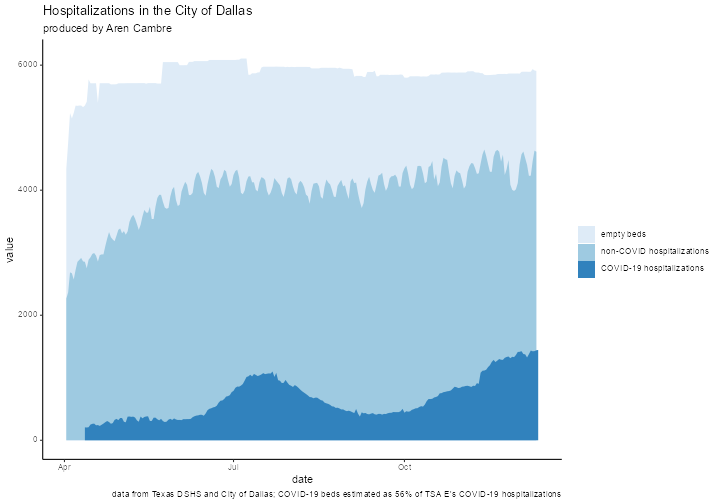 Hospitalizations in the City of Dallas
produced by Aren Cambre
6000
4000
2000
0
value
Apr
Jul
Oct
date
empty beds
non-COVID hospitalizations
COVID-19 hospitalizations
data from Texas DSHS and City of Dallas; COVID-19 beds estimated as 56% of TSA E's COVID-19 hospitalizations